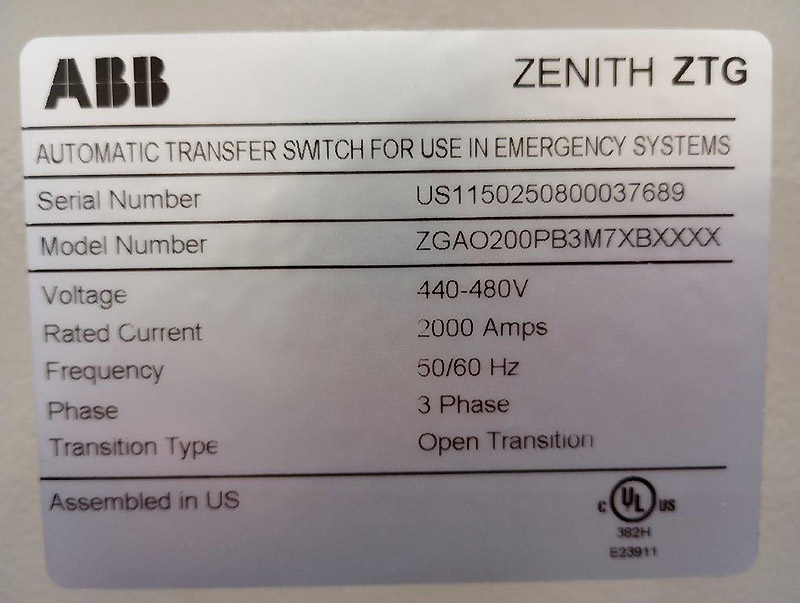 ABB ZENITH ZTG
AUTOMATIC TRANSFER SWITCH FOR USE IN EMERGENCY SYSTEMS
Serial Number US1150250800037689
Model Number ZGAO200PB3M7XBXXXX
Voltage 440-480V
Rated Current 2000 Amps
Frequency 50/60 Hz
Phase 3 Phase
Transition Type Open Transition
Assembled in US
c UL US
382H
E23911